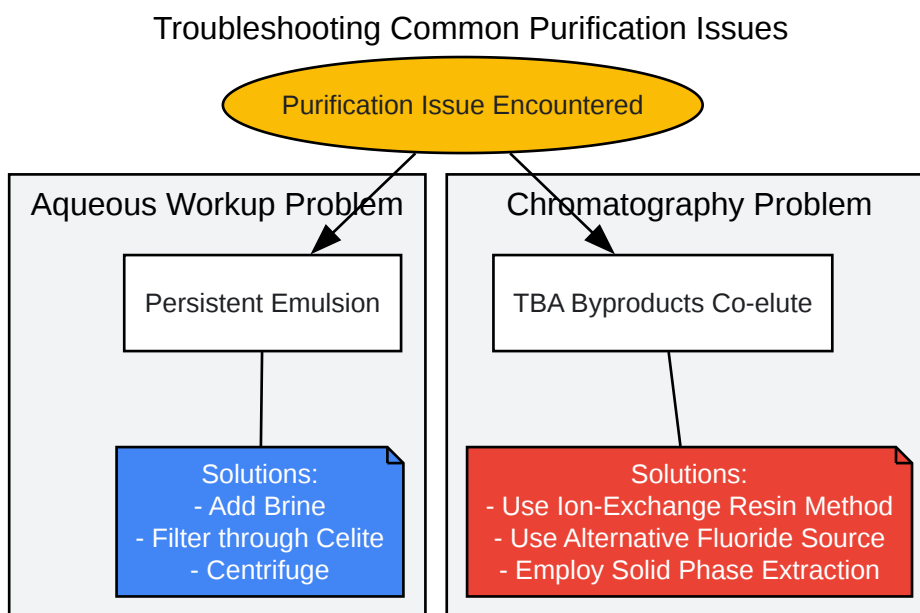 Troubleshooting Common Purification Issues
Purification Issue Encountered
Aqueous Workup Problem
Persistent Emulsion
Solutions:
- Add Brine
- Filter through Celite
- Centrifuge
Chromatography Problem
TBA Byproducts Co-elute
Solutions:
- Use Ion-Exchange Resin Method
- Use Alternative Fluoride Source
- Employ Solid Phase Extraction